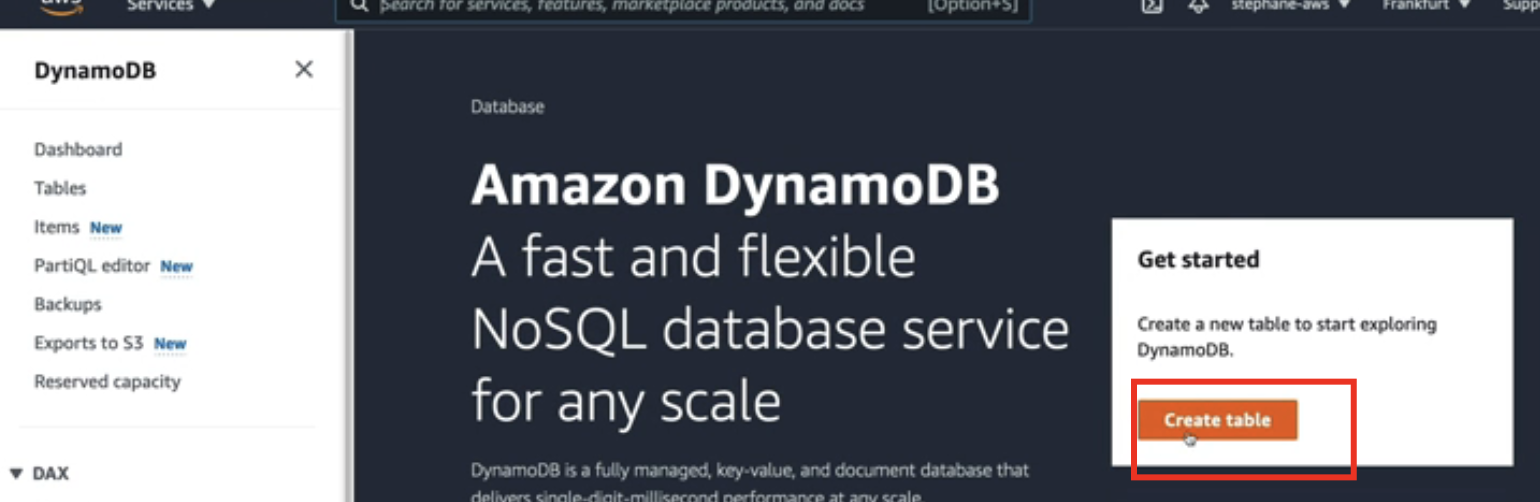 aws Services ▼ Search for services, features, marketplace products, and docs [Option+S] stephane-aws ▼ Frankfurt ▼
DynamoDB
Dashboard
Tables
Items New
PartiQL editor New
Backups
Exports to S3 New
Reserved capacity
▼ DAX
Database
Amazon DynamoDB
A fast and flexible
NoSQL database service
for any scale
DynamoDB is a fully managed, key-value, and document database that
delivers single-digit-millisecond performance at any scale.
Get started
Create a new table to start exploring
DynamoDB.
Create table